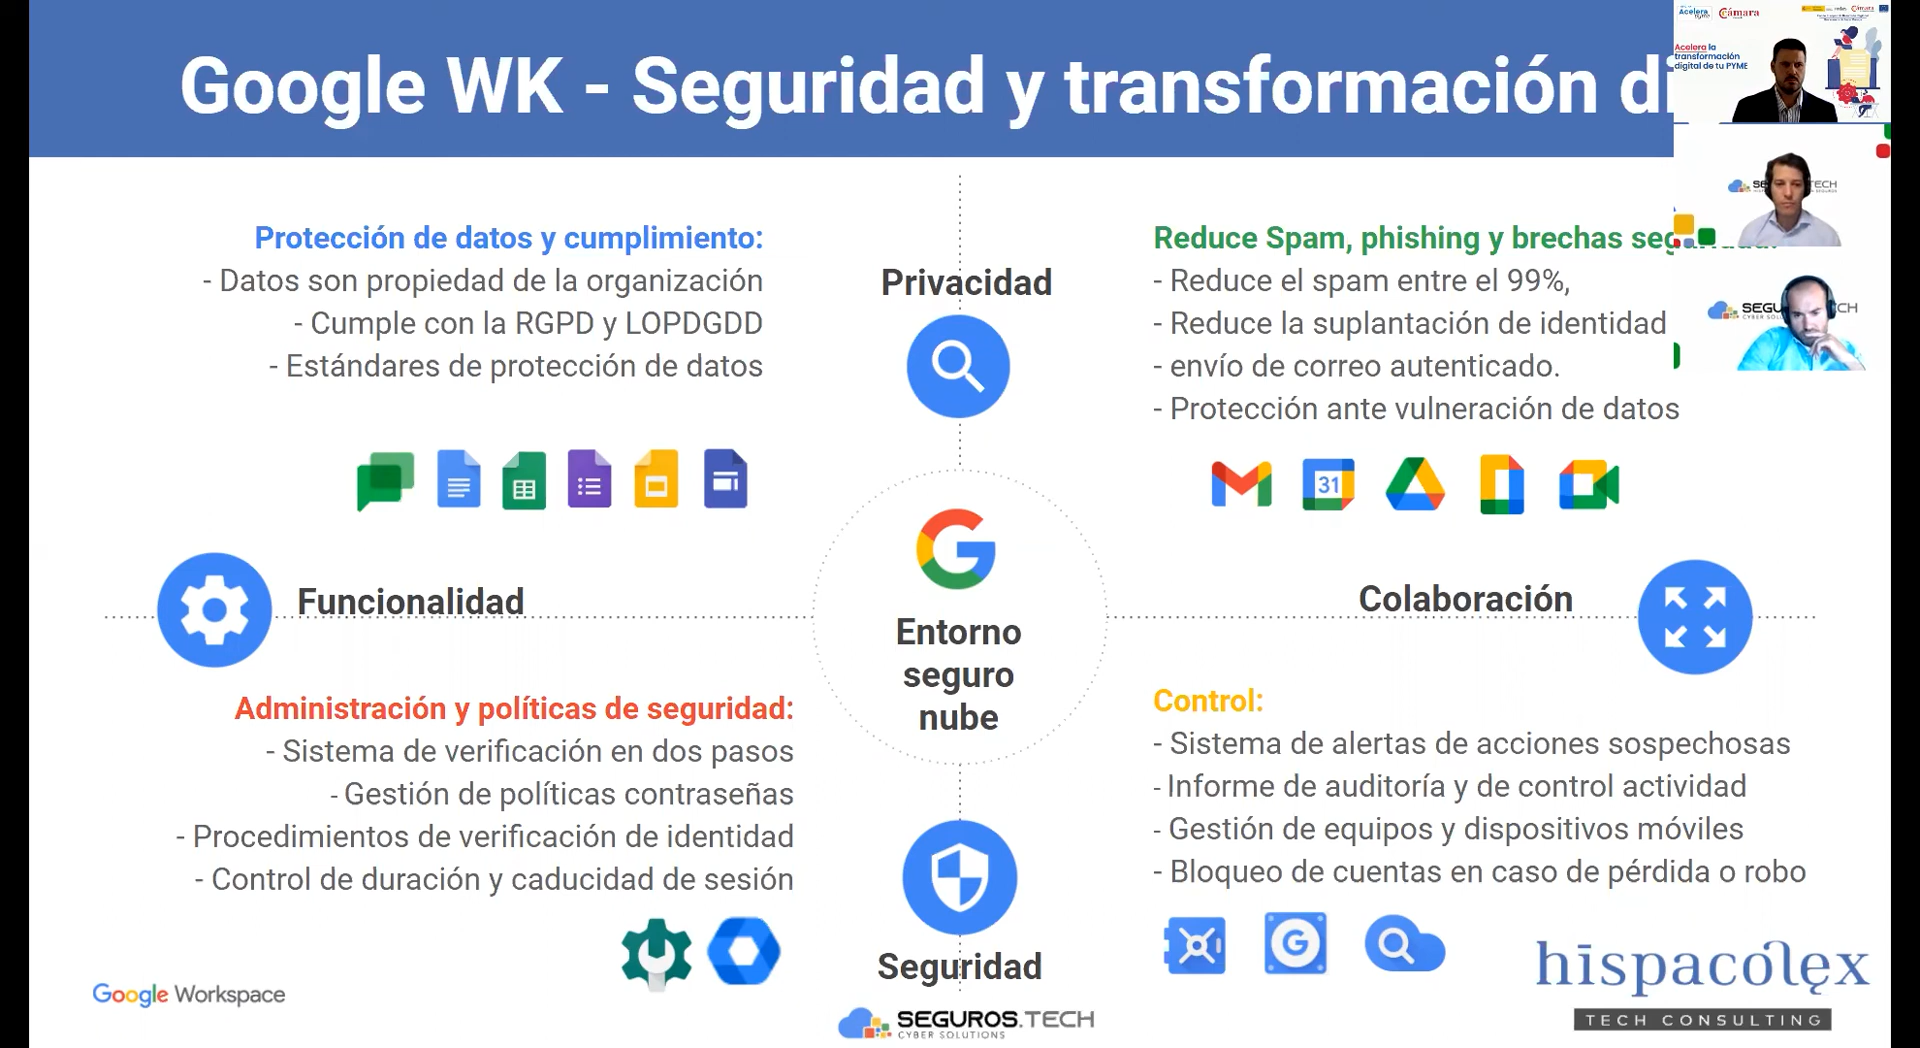 Google WK - Seguridad y transformación di
Acelera pyme
Cámara
Acelera la
transformación
digital de tu PYME
Protección de datos y cumplimiento:
- Datos son propiedad de la organización
- Cumple con la RGPD y LOPDGDD
- Estándares de protección de datos
Privacidad
Reduce Spam, phishing y brechas
- Reduce el spam entre el 99%,
- Reduce la suplantación de identidad
- envío de correo autenticado.
- Protección ante vulneración de datos
31
Funcionalidad
Entorno
seguro
nube
Colaboración
Administración y políticas de seguridad:
- Sistema de verificación en dos pasos
- Gestión de políticas contraseñas
- Procedimientos de verificación de identidad
- Control de duración y caducidad de sesión
Control:
- Sistema de alertas de acciones sospechosas
- Informe de auditoría y de control actividad
- Gestión de equipos y dispositivos móviles
- Bloqueo de cuentas en caso de pérdida o robo
Seguridad
Google Workspace
SEGUROS.TECH
CYBER SOLUTIONS
hispacolex
TECH CONSULTING